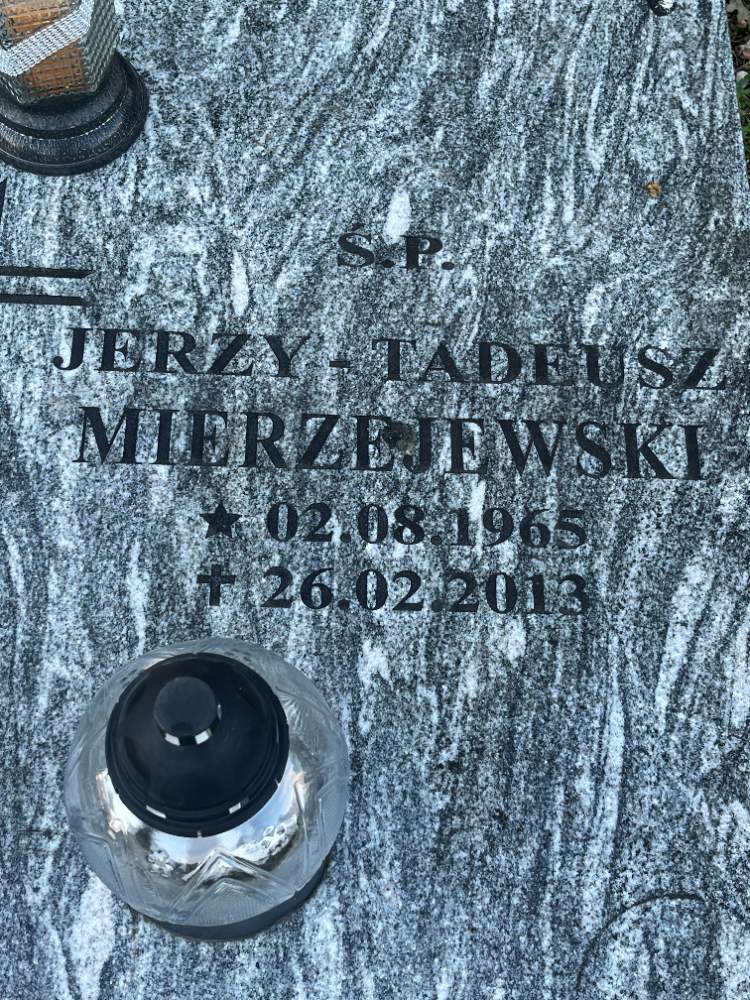 Ś.P.
JERZY - TADEUSZ
MIERZEJEWSKI
★ 02.08.1965
✝ 26.02.2013